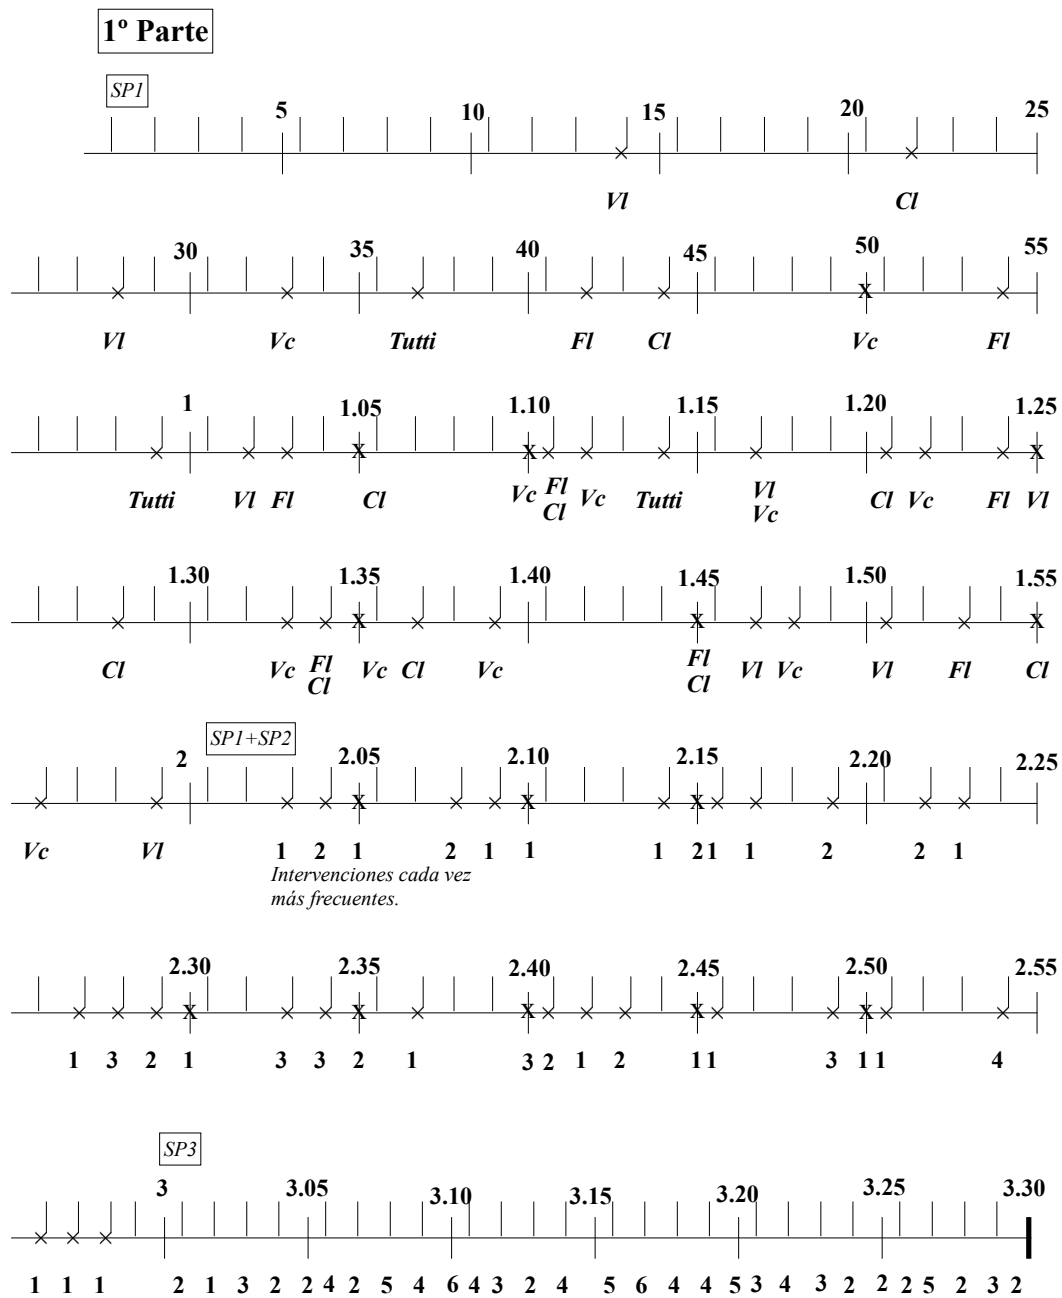 1º Parte
SP1
5 10 15 20 25
Vl Cl
30 35 40 45 50 55
X
Vl Vc Tutti Fl Cl Vc Fl
1 1.05 1.10 1.15 1.20 1.25
X X X
Tutti Vl Fl Cl Vc Fl Vc Tutti Vl Cl Vc Fl Vl
Cl Vc
1.30 1.35 1.40 1.45 1.50 1.55
X X X
Cl Vc Fl Vc Cl Vc Fl Vl Vc Vl Fl Cl
Cl Cl
SP1+SP2
2 2.05 2.10 2.15 2.20 2.25
X X X
Vc Vl 1 2 1 2 1 1 1 2 1 1 2 2 1
Intervenciones cada vez
más frecuentes.
2.30 2.35 2.40 2.45 2.50 2.55
X X X X X
1 3 2 1 3 3 2 1 3 2 1 2 1 1 3 1 1 4
SP3
3 3.05 3.10 3.15 3.20 3.25 3.30
1 1 1 2 1 3 2 2 4 2 5 4 6 4 3 2 4 5 6 4 4 5 3 4 3 2 2 2 5 2 3 2